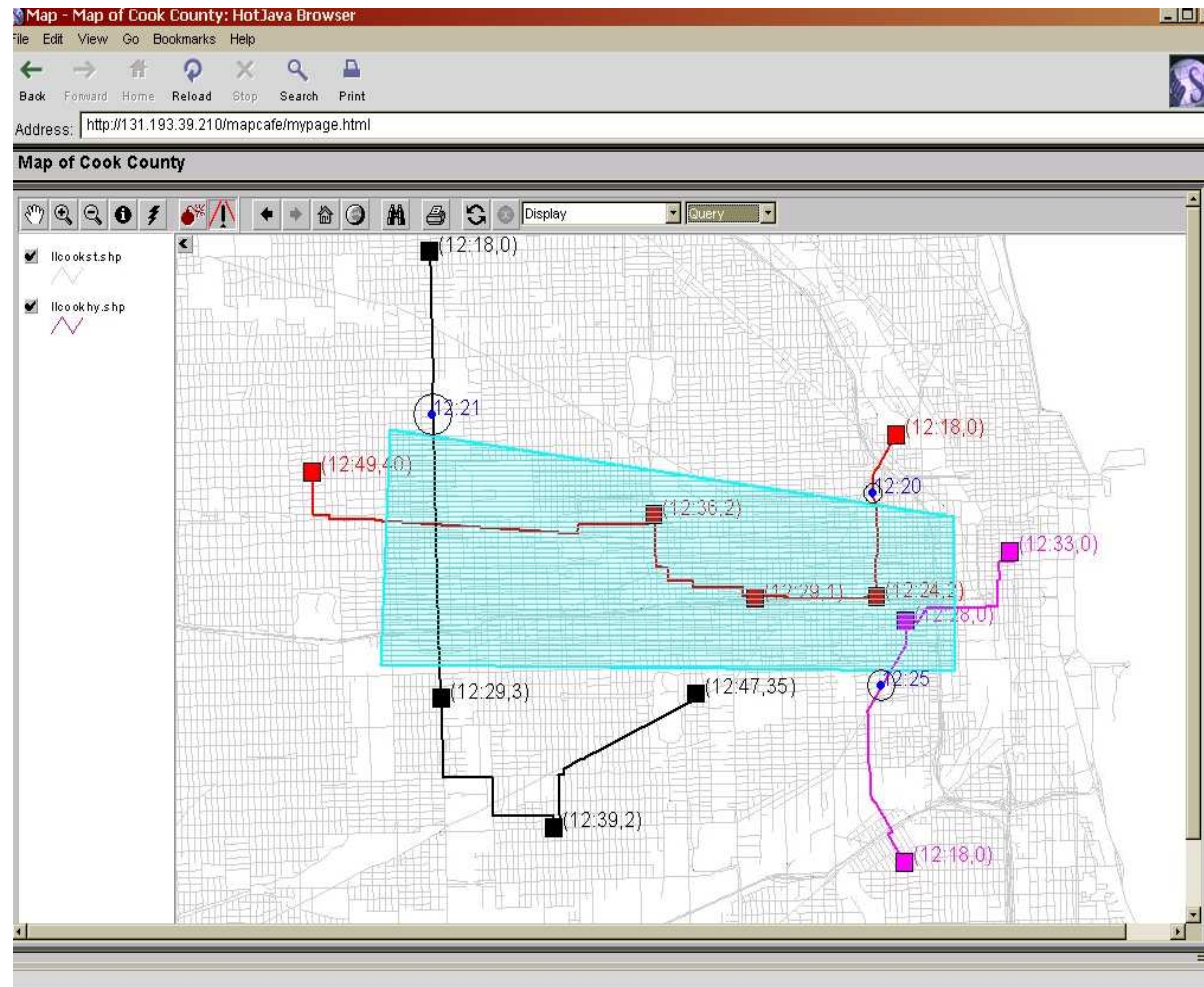 Map - Map of Cook County: HotJava Browser
File Edit View Go Bookmarks Help
Back Forward Home Reload Stop Search Print
Address: http://131.193.39.210/mapcafe/mypage.html
Map of Cook County
Display Query
Ilcookst.shp
Ilcookhy.shp
(12:18,0)
12:21
(12:18,0)
(12:49,40)
12:20
(12:36,2)
(12:33,0)
(12:29,1)
(12:24,2)
(12:28,0)
12:25
(12:29,3)
(12:47,35)
(12:39,2)
(12:18,0)